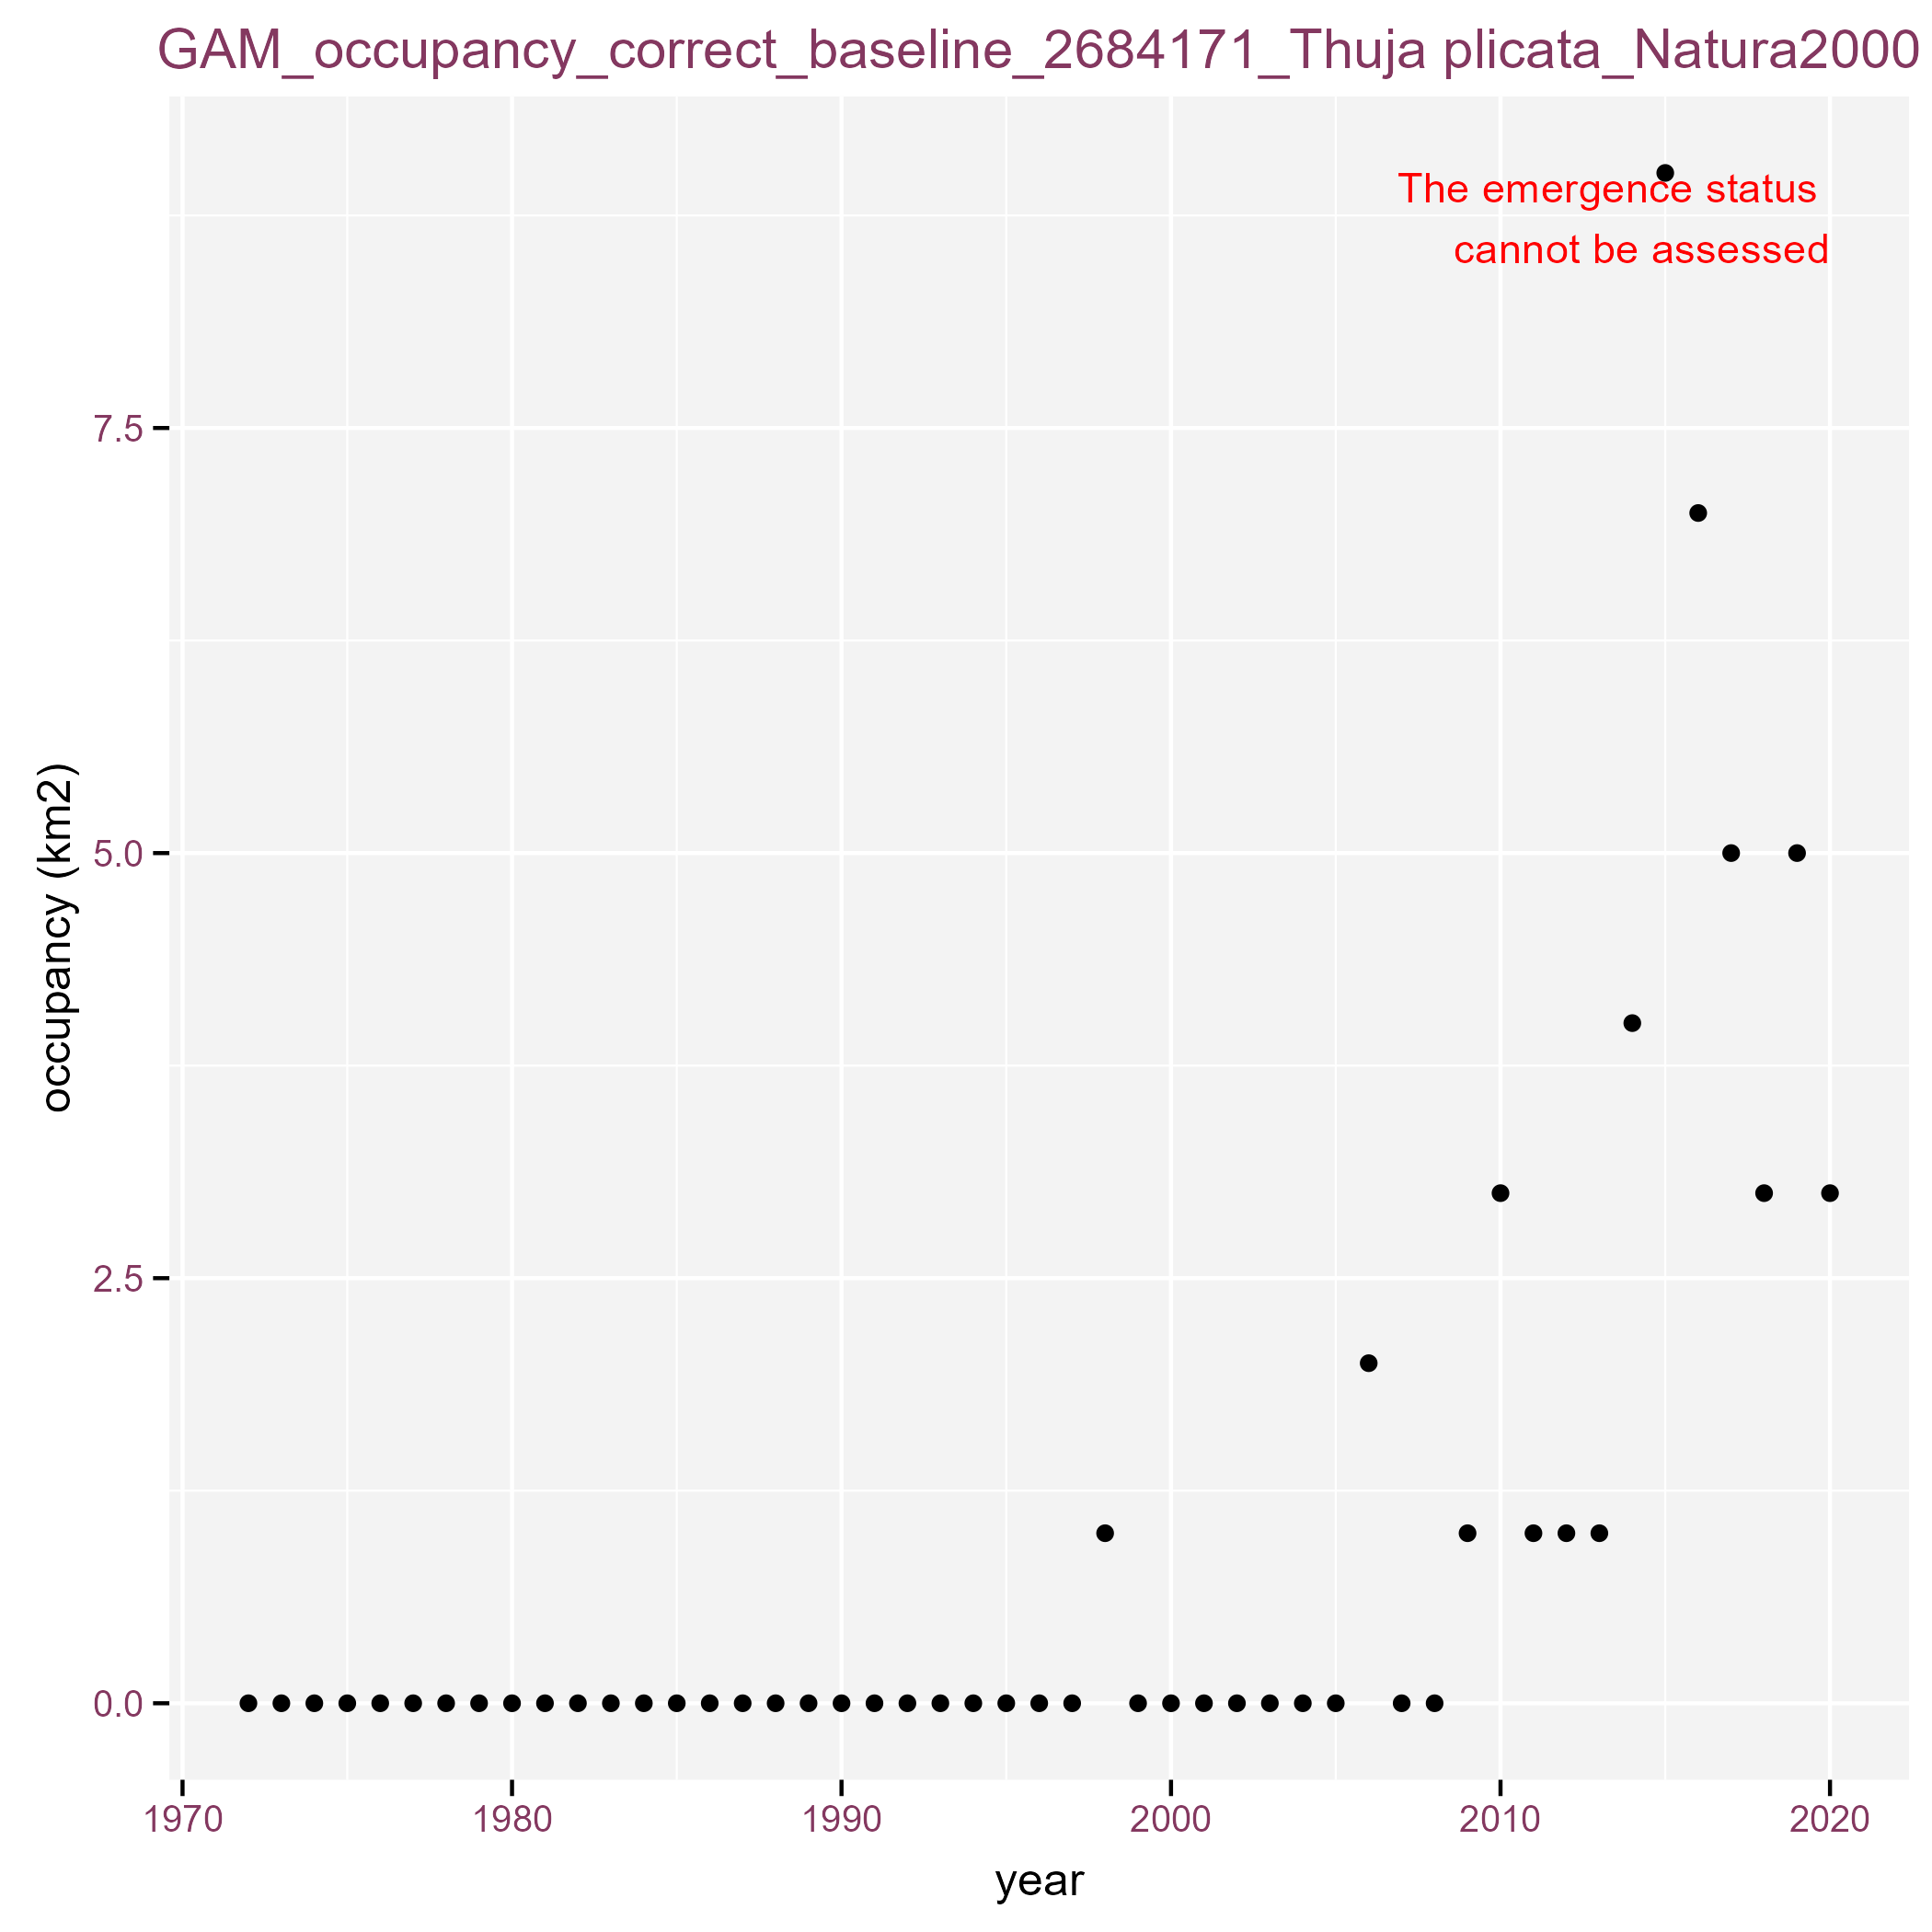 GAM_occupancy_correct_baseline_2684171_Thuja plicata_Natura2000
The emergence status
cannot be assessed
7.5
5.0
2.5
0.0
occupancy (km2)
1970 1980 1990 2000 2010 2020
year